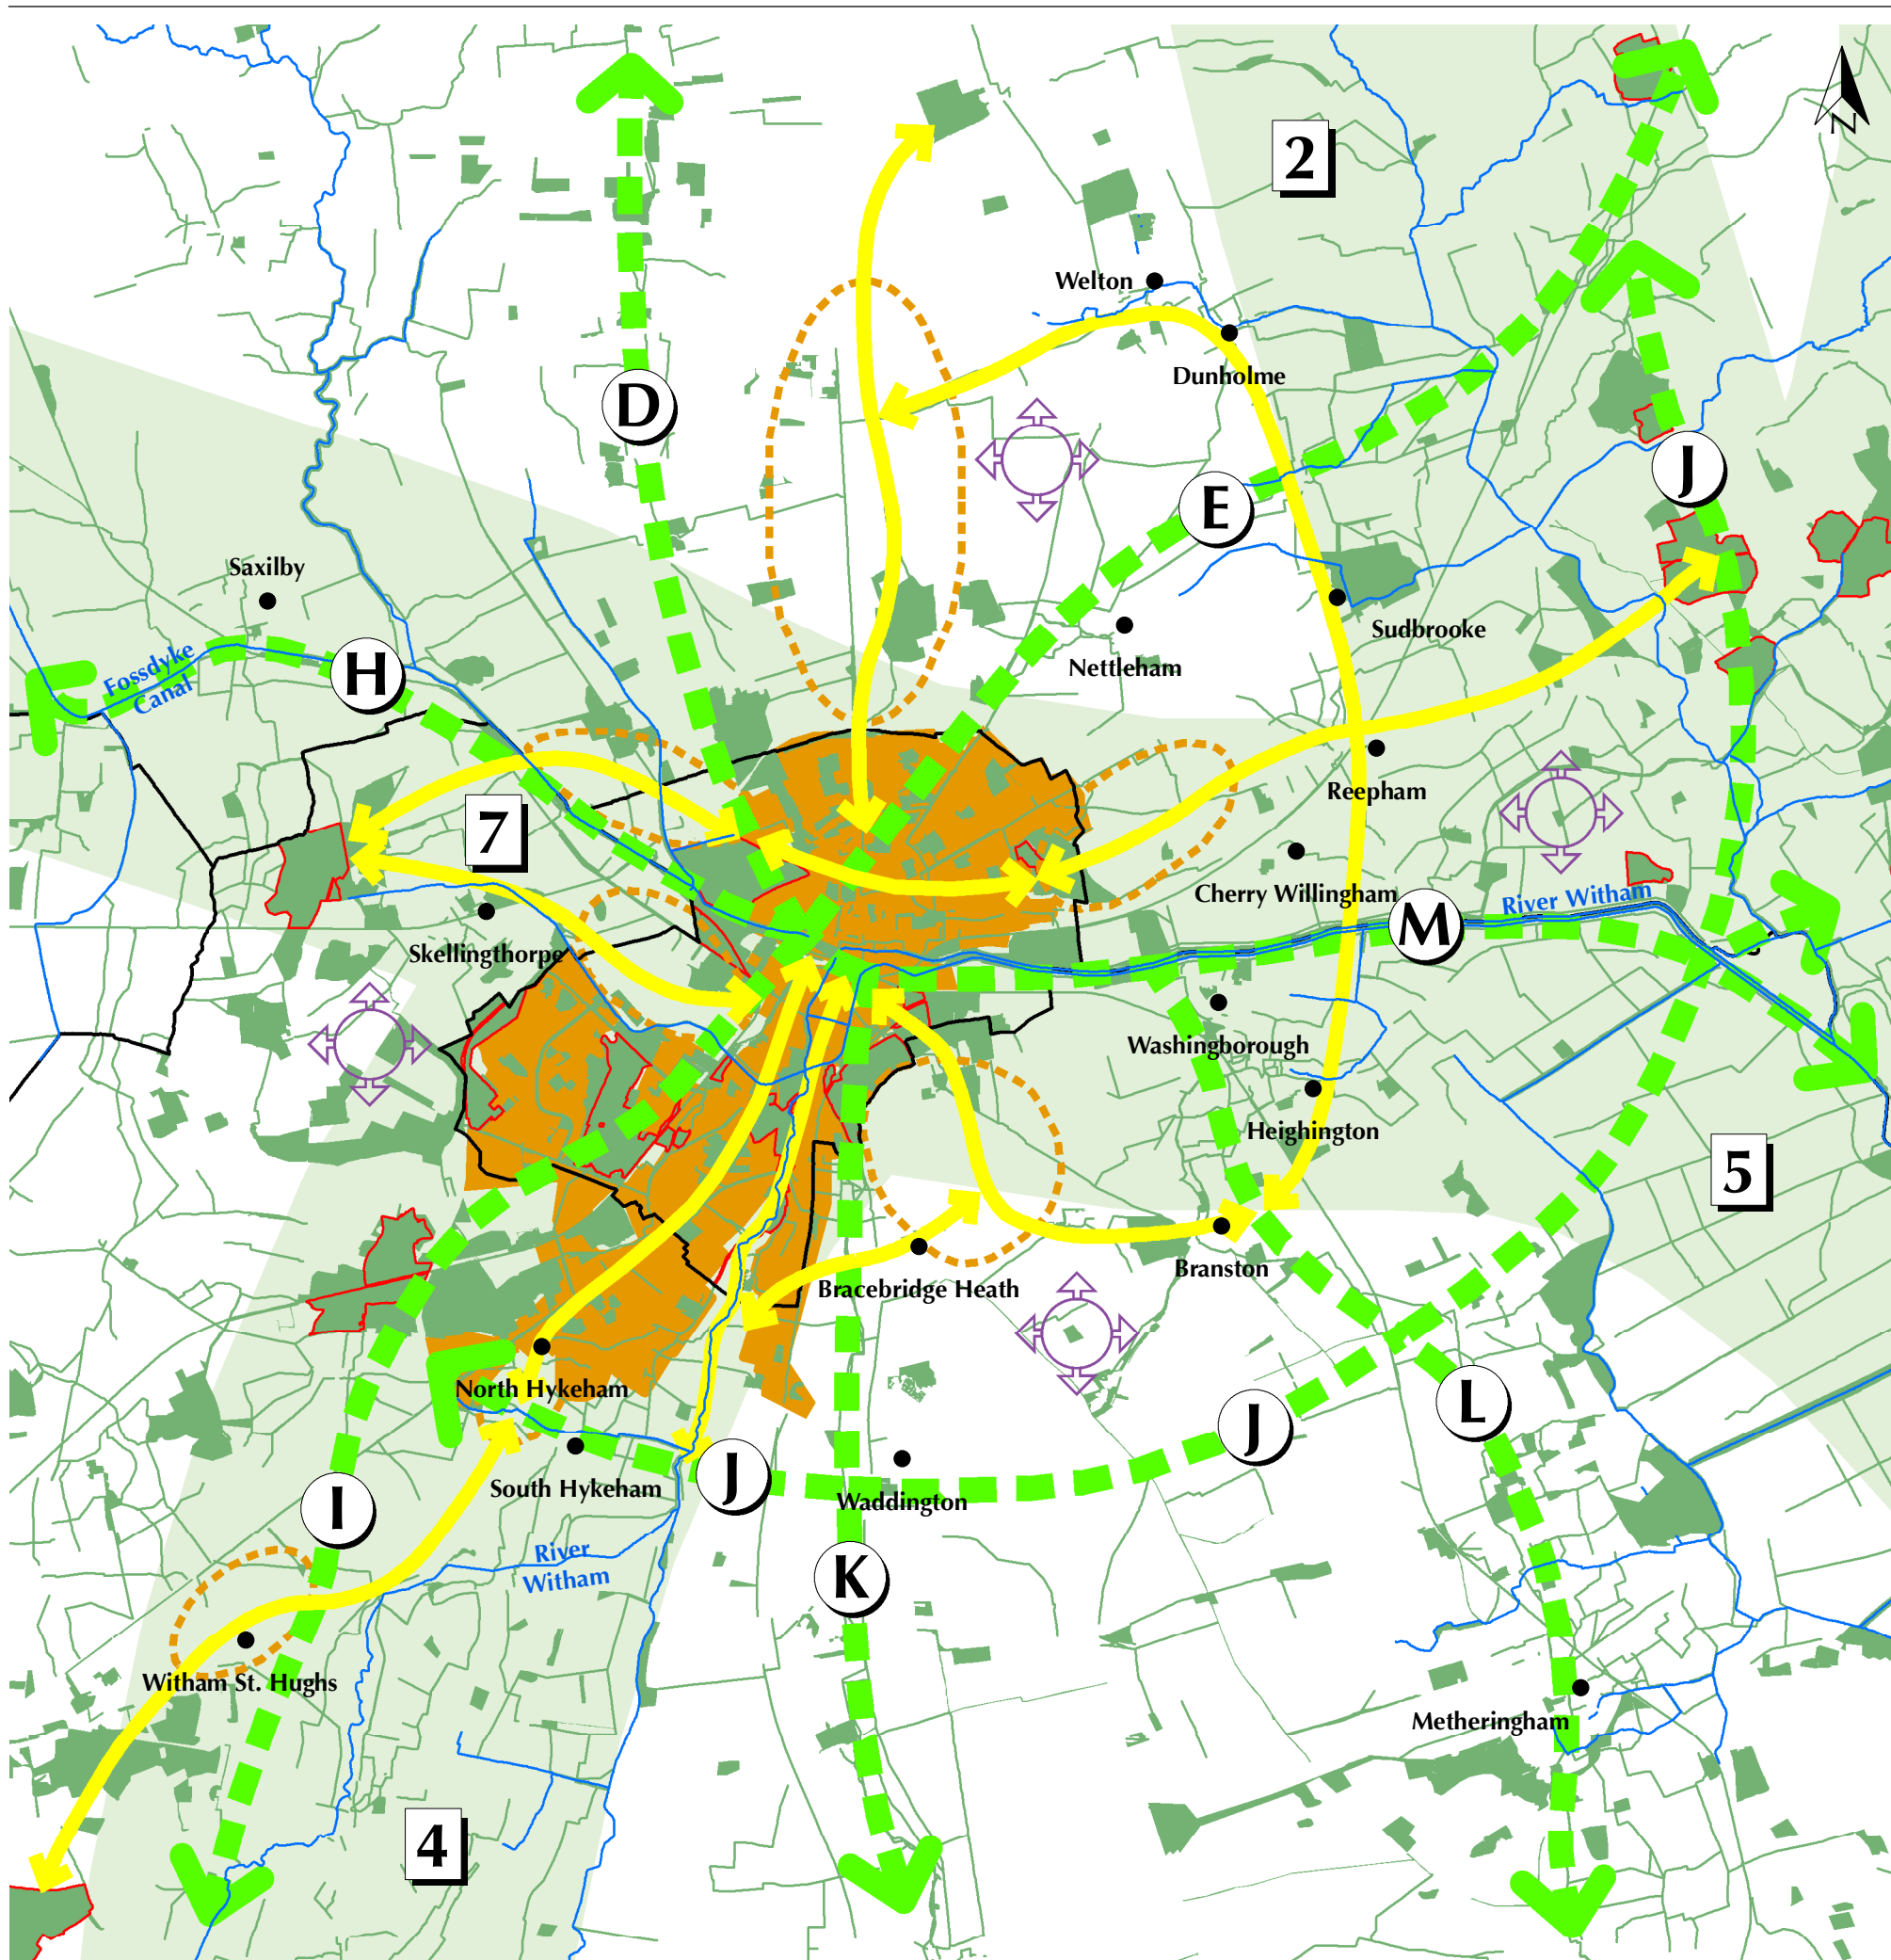 N
2
Welton
Dunholme
D
J
E
Saxilby
Sudbrooke
Nettleham
Fossdyke
Canal
H
Reepham
7
Cherry Willingham
River Witham
M
Skellingthorpe
Washingborough
Heighington
5
Branston
Bracebridge Heath
North Hykeham
L
J
South Hykeham
J
Waddington
I
River
Witham
K
Witham St. Hughs
Metheringham
4